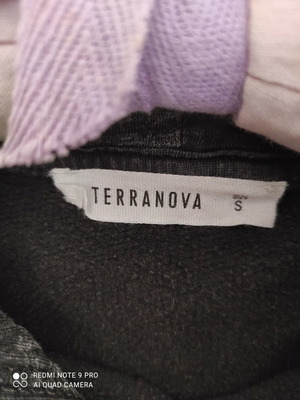 TERRANOVA
S
REDMI NOTE 9 PRO
AI QUAD CAMERA